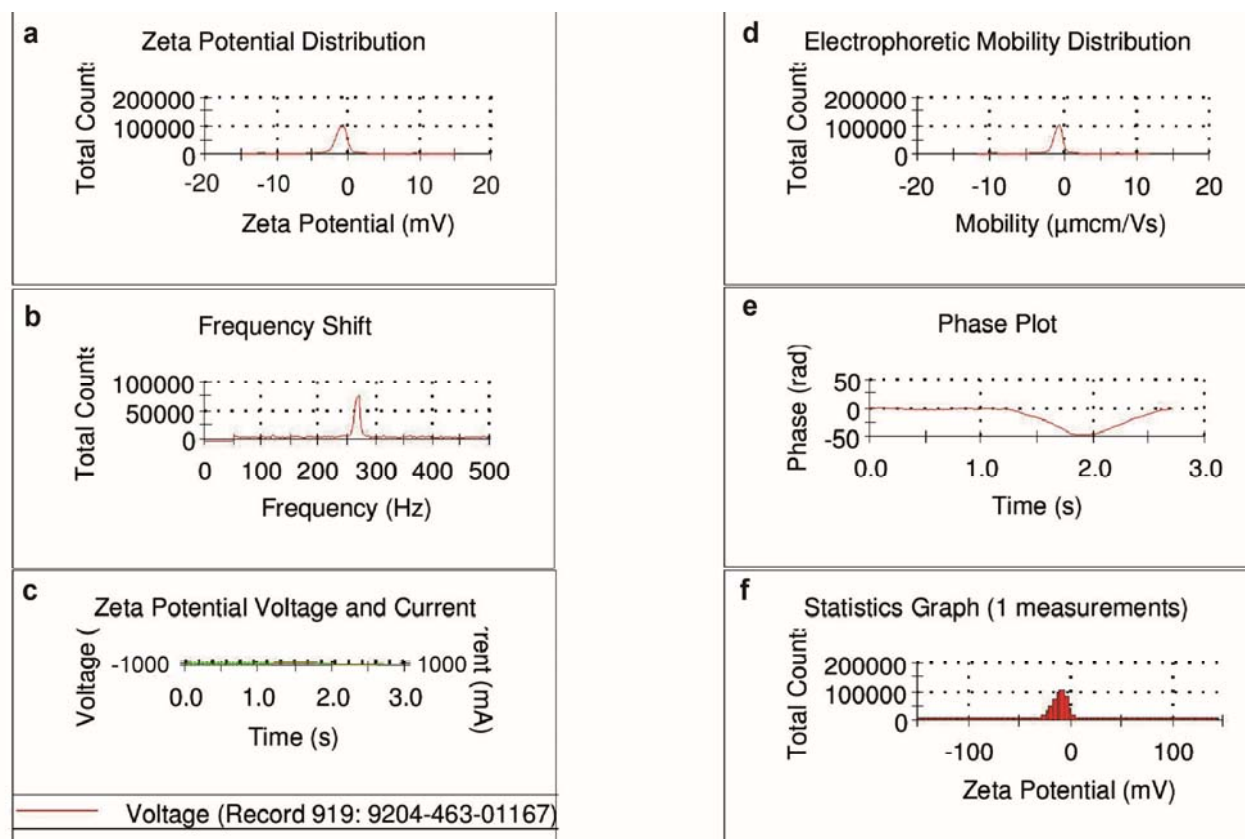 a
Zeta Potential Distribution
Total Counts
200000
100000
0
-20 -10 0 10 20
Zeta Potential (mV)
b
Frequency Shift
Total Counts
100000
50000
0
0 100 200 300 400 500
Frequency (Hz)
c
Zeta Potential Voltage and Current
Voltage (
-1000
1000
rrent (mA)
0.0 1.0 2.0 3.0
Time (s)
Voltage (Record 919: 9204-463-01167)
d
Electrophoretic Mobility Distribution
Total Counts
200000
100000
0
-20 -10 0 10 20
Mobility (µmcm/Vs)
e
Phase Plot
Phase (rad)
50
0
-50
0.0 1.0 2.0 3.0
Time (s)
f
Statistics Graph (1 measurements)
Total Count
200000
100000
0
-100 0 100
Zeta Potential (mV)